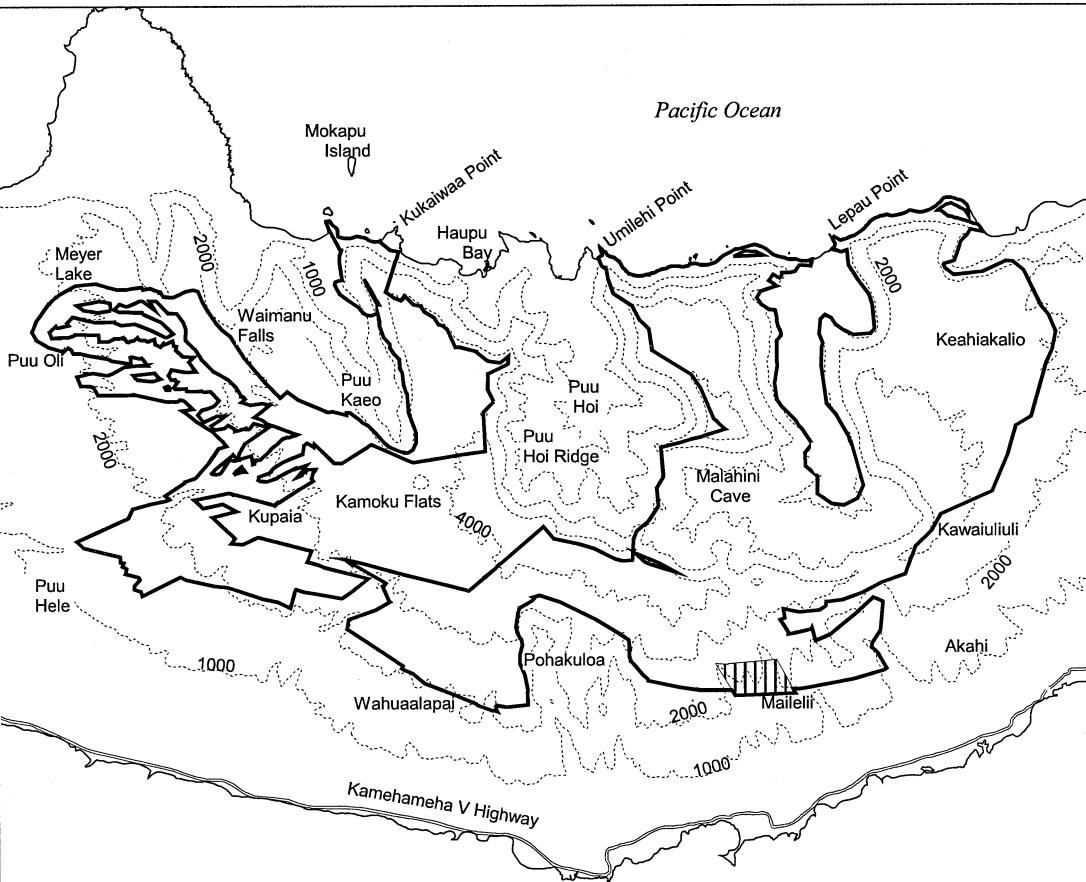 Pacific Ocean
Mokapu
Island
Kukaiwaa Point
Haupu
Bay
Umilehi Point
Lepau Point
Meyer
Lake
2000
1000
2000
Waimanu
Falls
Keahiakalio
Puu Oli
Puu
Kaeo
Puu
Hoi
Puu
Hoi Ridge
2000
Malahini
Cave
Kamoku Flats
Kupaia
4000
Kawaiuliuli
2000
Puu
Hele
Akahi
1000
Pohakuloa
Wahuaalapai
Mailelii
2000
1000
Kamehameha V Highway